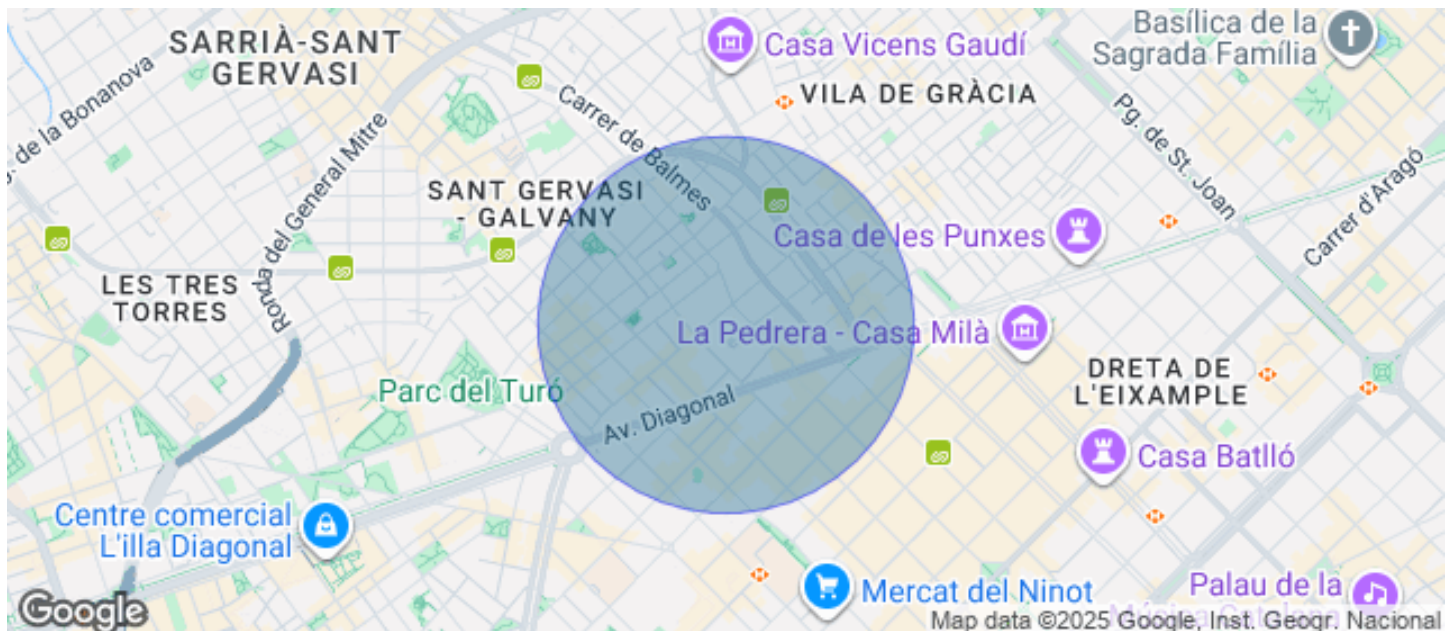 SARRIÀ-SANT
GERVASI
Casa Vicens Gaudí
Basílica de la
Sagrada Família
VILA DE GRÀCIA
. de la Bonanova
Ronda del General Mitre
Carrer de Balmes
Pg. de St. Joan
Carrer d'Aragó
SANT GERVASI
- GALVANY
Casa de les Punxes
LES TRES
TORRES
La Pedrera - Casa Milà
Parc del Turó
Av. Diagonal
DRETA DE
L'EIXAMPLE
Casa Batlló
Centre comercial
L'illa Diagonal
Mercat del Ninot
Palau de la
Música Catalana
Google
Map data ©2025 Google, Inst. Geogr. Nacional